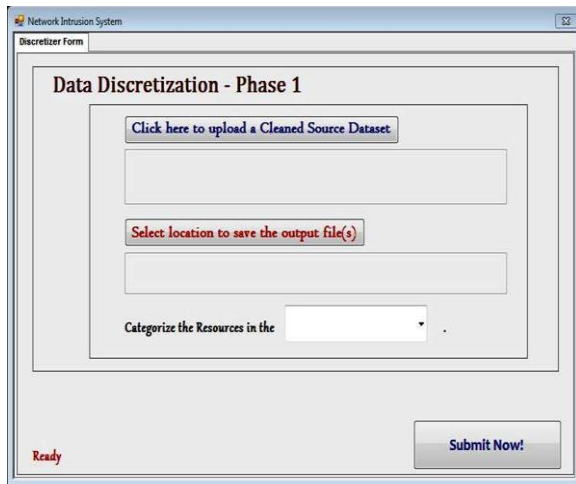 Network Intrusion System
Discretizer Form
Data Discretization - Phase 1
Click here to upload a Cleaned Source Dataset
Select location to save the output file(s)
Categorize the Resources in the .
Ready
Submit Now!